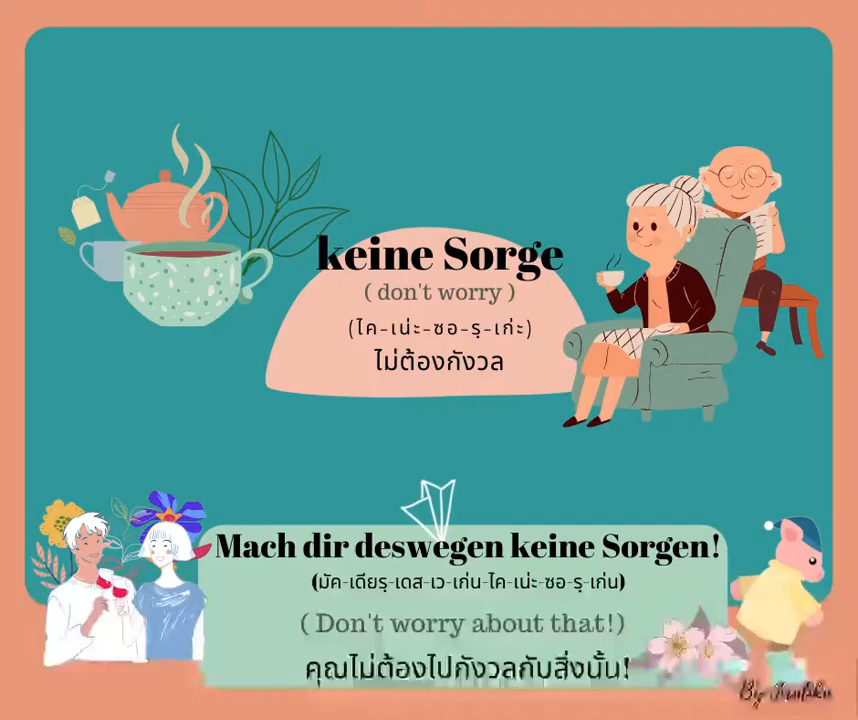 keine Sorge
( don't worry )
(ไค-เน่ะ-ซอ-รฺ-เก่ะ)
ไม่ต้องกังวล
Mach dir deswegen keine Sorgen!
(มัค-เดียรฺ-เดส-เว-เก่น-ไค-เน่ะ-ซอ-รฺ-เก่น)
( Don't worry about that!)
คุณไม่ต้องไปกังวลกับสิ่งนั้น!
By